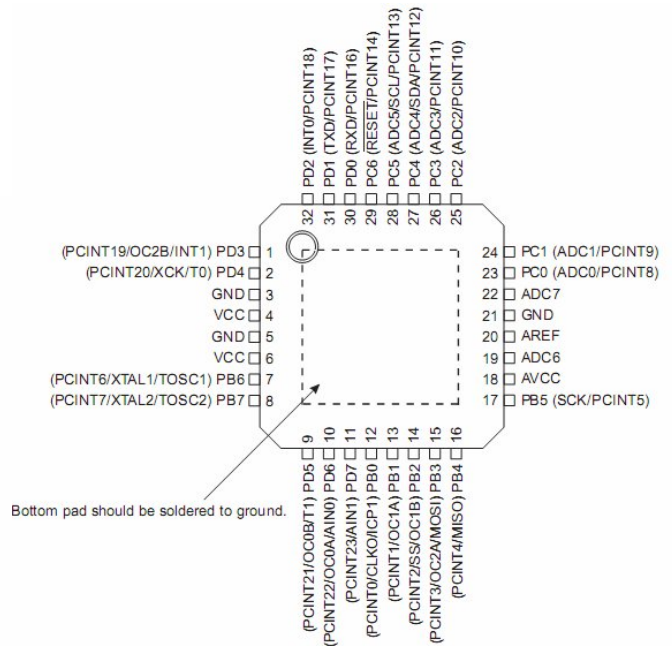 32 PD2 (INT0/PCINT18)
31 PD1 (TXD/PCINT17)
30 PD0 (RXD/PCINT16)
29 PC6 (RESET/PCINT14)
28 PC5 (ADC5/SCL/PCINT13)
27 PC4 (ADC4/SDA/PCINT12)
26 PC3 (ADC3/PCINT11)
25 PC2 (ADC2/PCINT10)
(PCINT19/OC2B/INT1) PD3 1
(PCINT20/XCK/T0) PD4 2
GND 3
VCC 4
GND 5
VCC 6
(PCINT6/XTAL1/TOSC1) PB6 7
(PCINT7/XTAL2/TOSC2) PB7 8
24 PC1 (ADC1/PCINT9)
23 PC0 (ADC0/PCINT8)
22 ADC7
21 GND
20 AREF
19 ADC6
18 AVCC
17 PB5 (SCK/PCINT5)
(PCINT21/OC0B/T1) PD5 9
(PCINT22/OC0A/AIN0) PD6 10
(PCINT23/AIN1) PD7 11
(PCINT0/CLKO/ICP1) PB0 12
(PCINT1/OC1A) PB1 13
(PCINT2/SS/OC1B) PB2 14
(PCINT3/OC2A/MOSI) PB3 15
(PCINT4/MISO) PB4 16
Bottom pad should be soldered to ground.